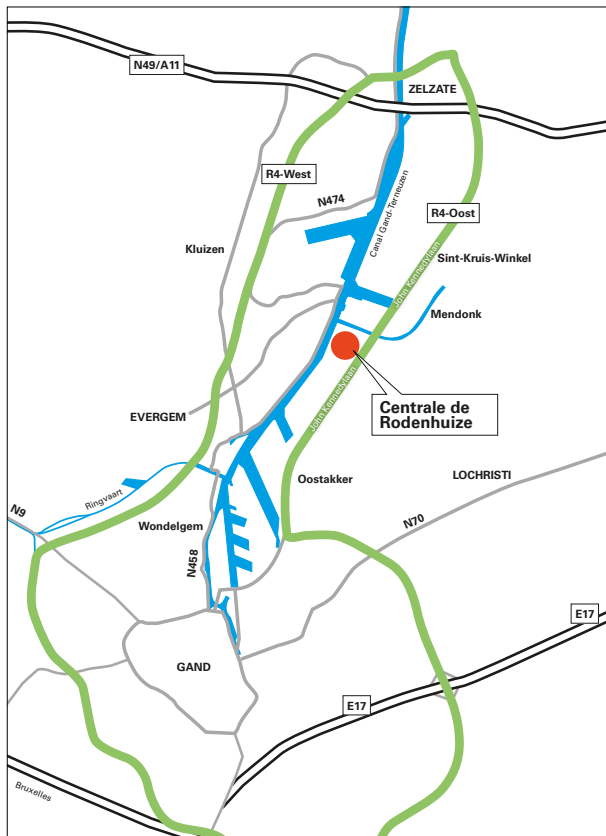 N49/A11
ZELZATE
R4-West
N474
Canal Gand-Terneuzen
R4-Oost
Kluizen
Sint-Kruis-Winkel
John Kennedylaan
Mendonk
Centrale de
Rodenhuize
John Kennedylaan
EVERGEM
Oostakker
LOCHRISTI
Ringvaart
N9
Wondelgem
N70
N458
E17
GAND
E17
Bruxelles